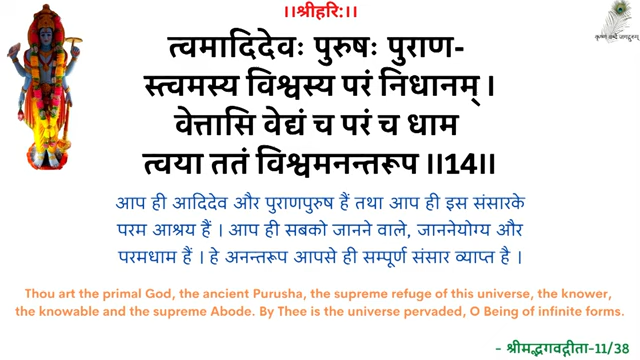 ।।श्रीहरि:।।
कृष्णं वन्दे जगद्गुरुम्
त्वमादिदेवः पुरुषः पुराण-
स्त्वमस्य विश्वस्य परं निधानम् ।
वेत्तासि वेद्यं च परं च धाम
त्वया ततं विश्वमनन्तरूप ।।14।।
आप ही आदिदेव और पुराणपुरुष हैं तथा आप ही इस संसारके
परम आश्रय हैं । आप ही सबको जानने वाले, जाननेयोग्य और
परमधाम हैं । हे अनन्तरूप आपसे ही सम्पूर्ण संसार व्याप्त है ।
Thou art the primal God, the ancient Purusha, the supreme refuge of this universe, the knower,
the knowable and the supreme Abode. By Thee is the universe pervaded, O Being of infinite forms.
- श्रीमद्भगवद्गीता-11/38